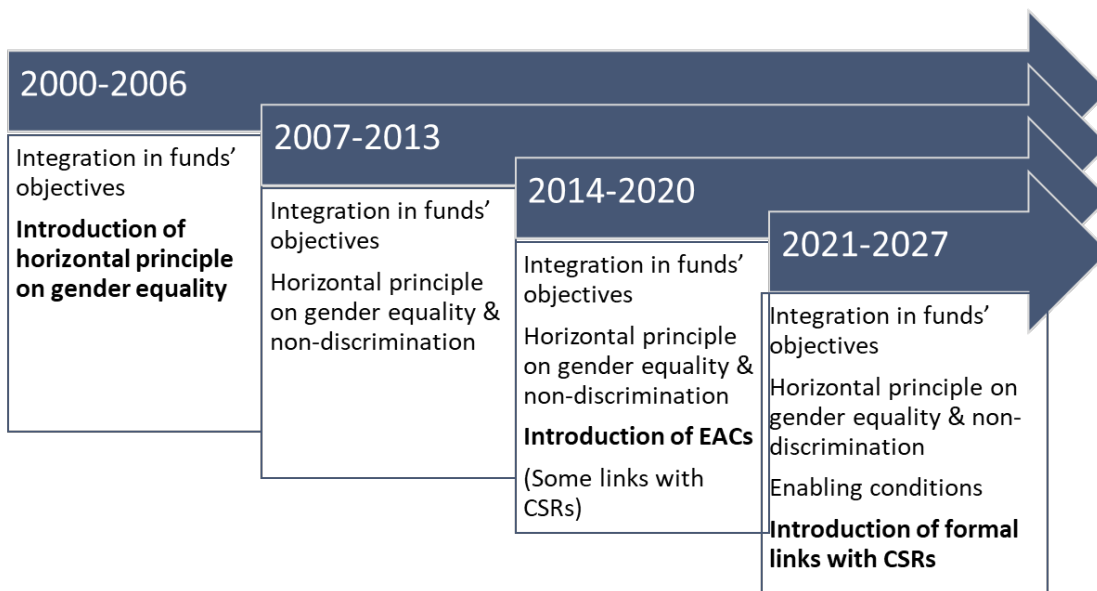 2000-2006
Integration in funds’
objectives
Introduction of
horizontal principle
on gender equality
2007-2013
Integration in funds’
objectives
Horizontal principle
on gender equality &
non-discrimination
2014-2020
Integration in funds’
objectives
Horizontal principle
on gender equality &
non-discrimination
Introduction of EACs
(Some links with
CSRs)
2021-2027
Integration in funds’
objectives
Horizontal principle on
gender equality & non-
discrimination
Enabling conditions
Introduction of formal
links with CSRs